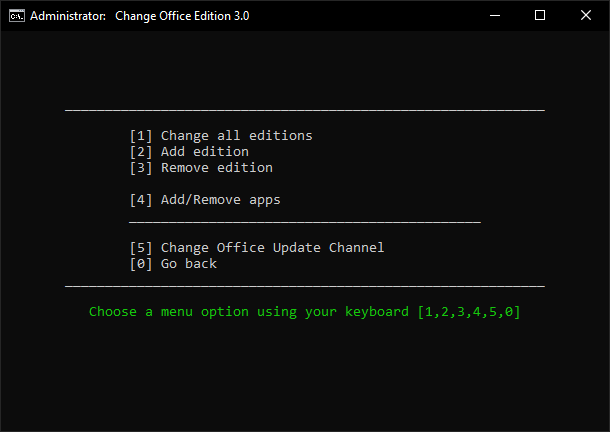 Administrator: Change Office Edition 3.0
[1] Change all editions
[2] Add edition
[3] Remove edition
[4] Add/Remove apps
[5] Change Office Update Channel
[0] Go back
Choose a menu option using your keyboard [1,2,3,4,5,0]